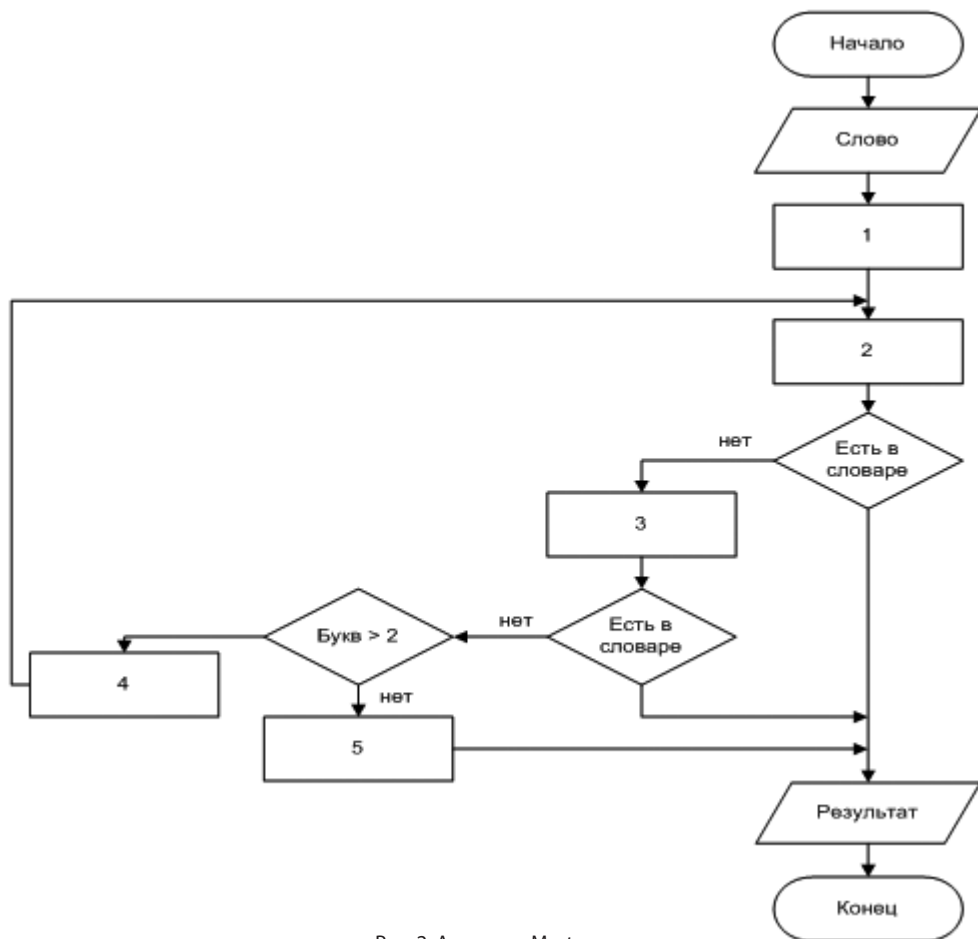 Начало
Слово
1
2
нет
Есть в
словаре
3
Букв > 2
нет
Есть в
словаре
4
нет
5
Результат
Конец